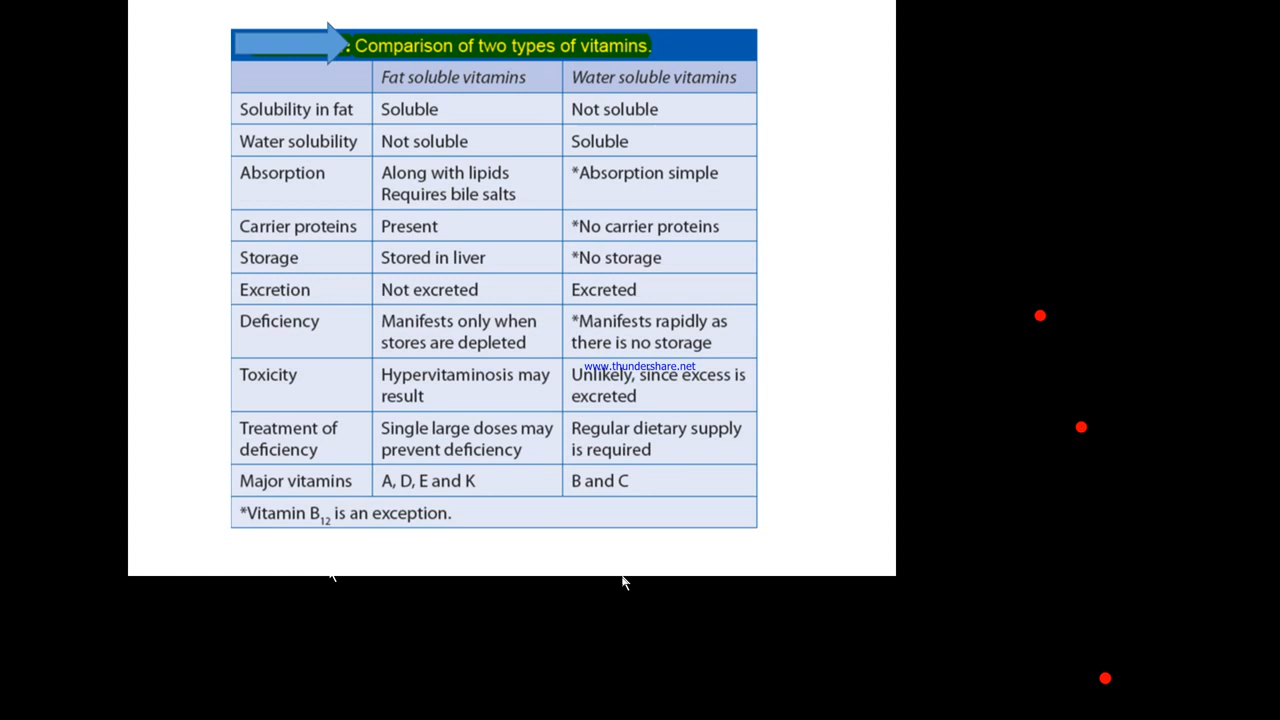 : Comparison of two types of vitamins.
Fat soluble vitamins Water soluble vitamins
Solubility in fat Soluble Not soluble
Water solubility Not soluble Soluble
Absorption Along with lipids *Absorption simple
Requires bile salts
Carrier proteins Present *No carrier proteins
Storage Stored in liver *No storage
Excretion Not excreted Excreted
Deficiency Manifests only when *Manifests rapidly as
stores are depleted there is no storage
www.thundershare.net
Toxicity Hypervitaminosis may Unlikely, since excess is
result excreted
Treatment of Single large doses may Regular dietary supply
deficiency prevent deficiency is required
Major vitamins A, D, E and K B and C
*Vitamin B12 is an exception.